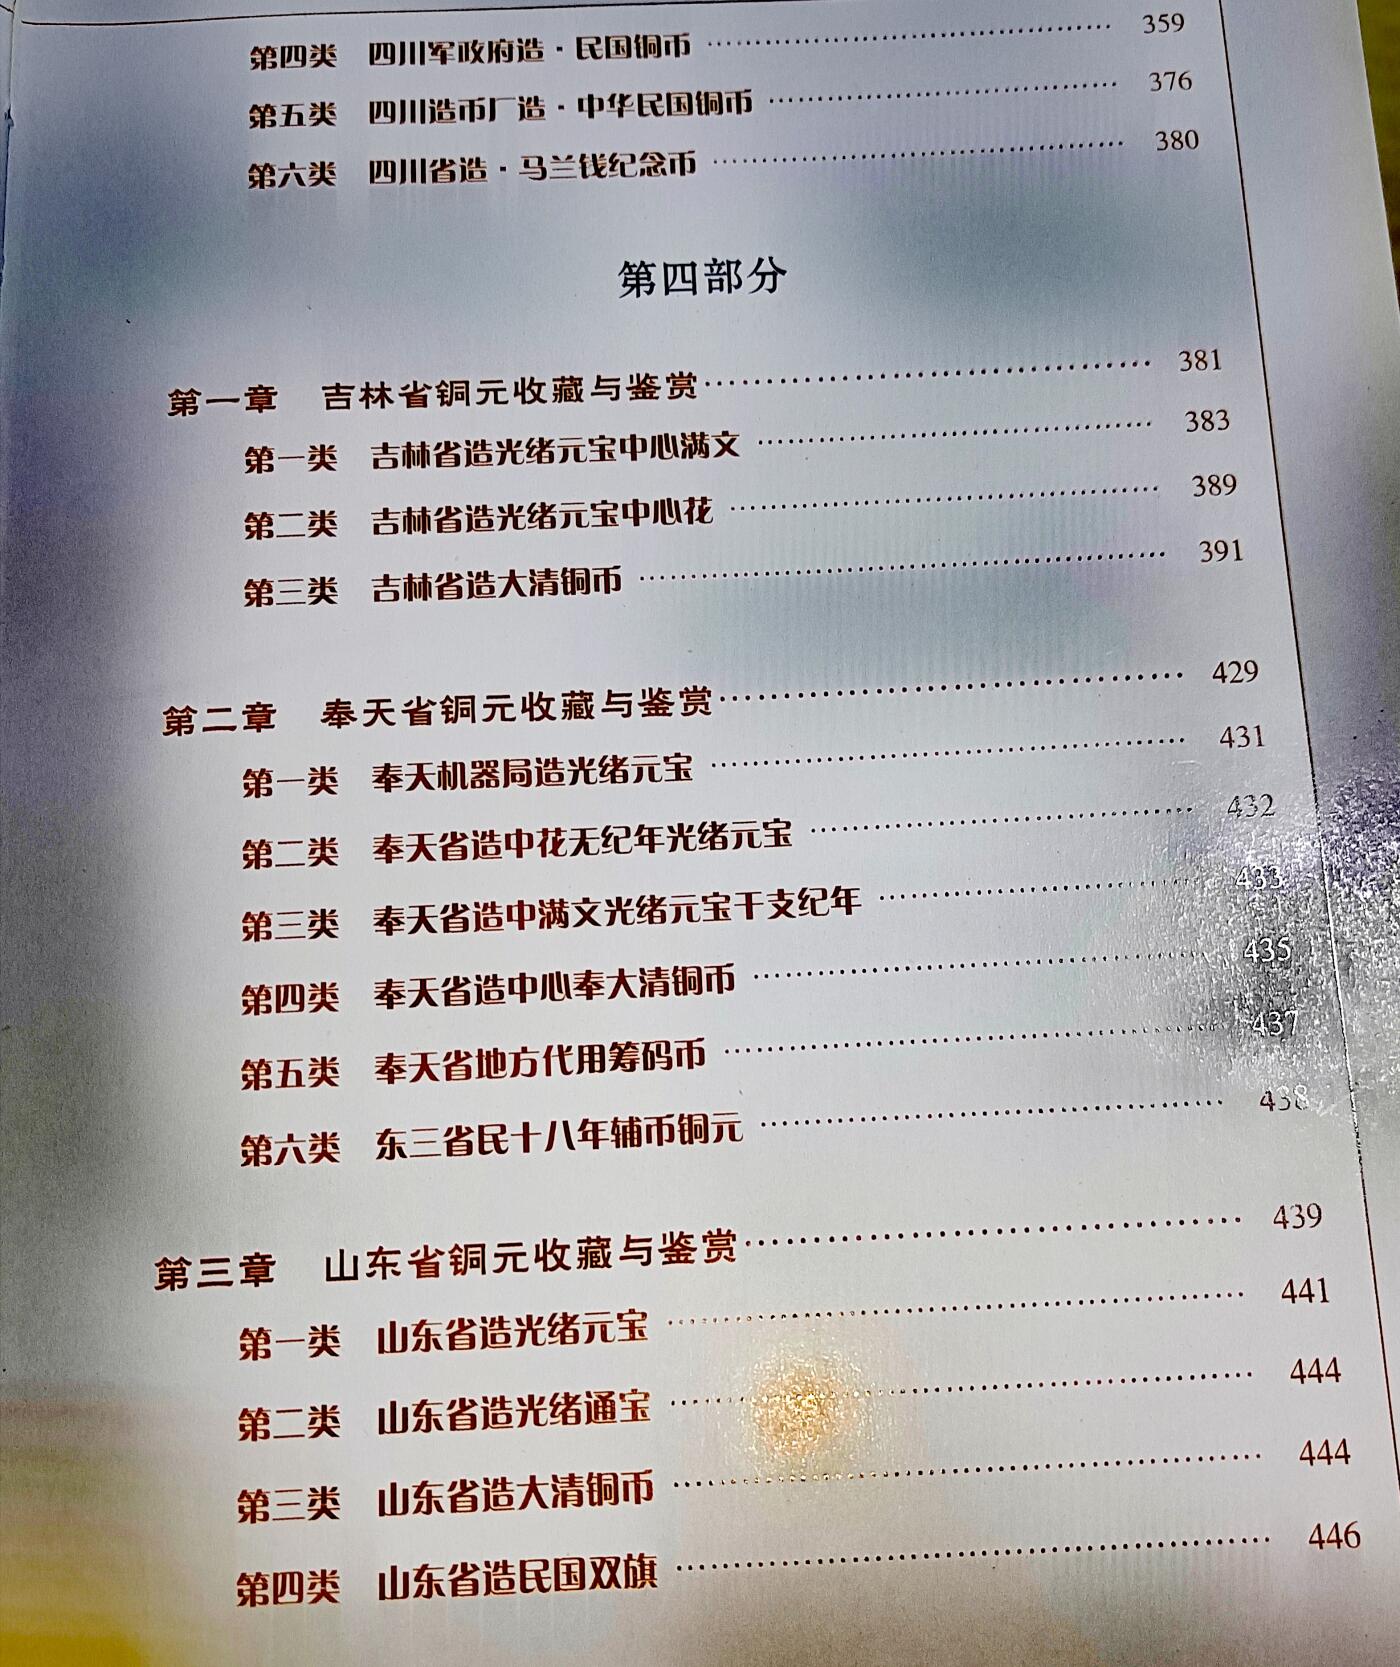 第四类 四川军政府造·民国铜币 ········ 359
第五类 四川造币厂造·中华民国铜币 ········ 376
第六类 四川省造·马兰钱纪念币 ········ 380
第四部分
第一章 吉林省铜元收藏与鉴赏 ········ 381
第一类 吉林省造光绪元宝中心满文 ········ 383
第二类 吉林省造光绪元宝中心花 ········ 389
第三类 吉林省造大清铜币 ········ 391
第二章 奉天省铜元收藏与鉴赏 ········ 429
第一类 奉天机器局造光绪元宝 ········ 431
第二类 奉天省造中花无纪年光绪元宝 ········ 432
第三类 奉天省造中满文光绪元宝干支纪年 ········ 433
第四类 奉天省造中心奉大清铜币 ········ 435
第五类 奉天省地方代用筹码币 ········ 437
第六类 东三省民十八年辅币铜元 ········ 438
第三章 山东省铜元收藏与鉴赏 ········ 439
第一类 山东省造光绪元宝 ········ 441
第二类 山东省造光绪通宝 ········ 444
第三类 山东省造大清铜币 ········ 444
第四类 山东省造民国双旗 ········ 446